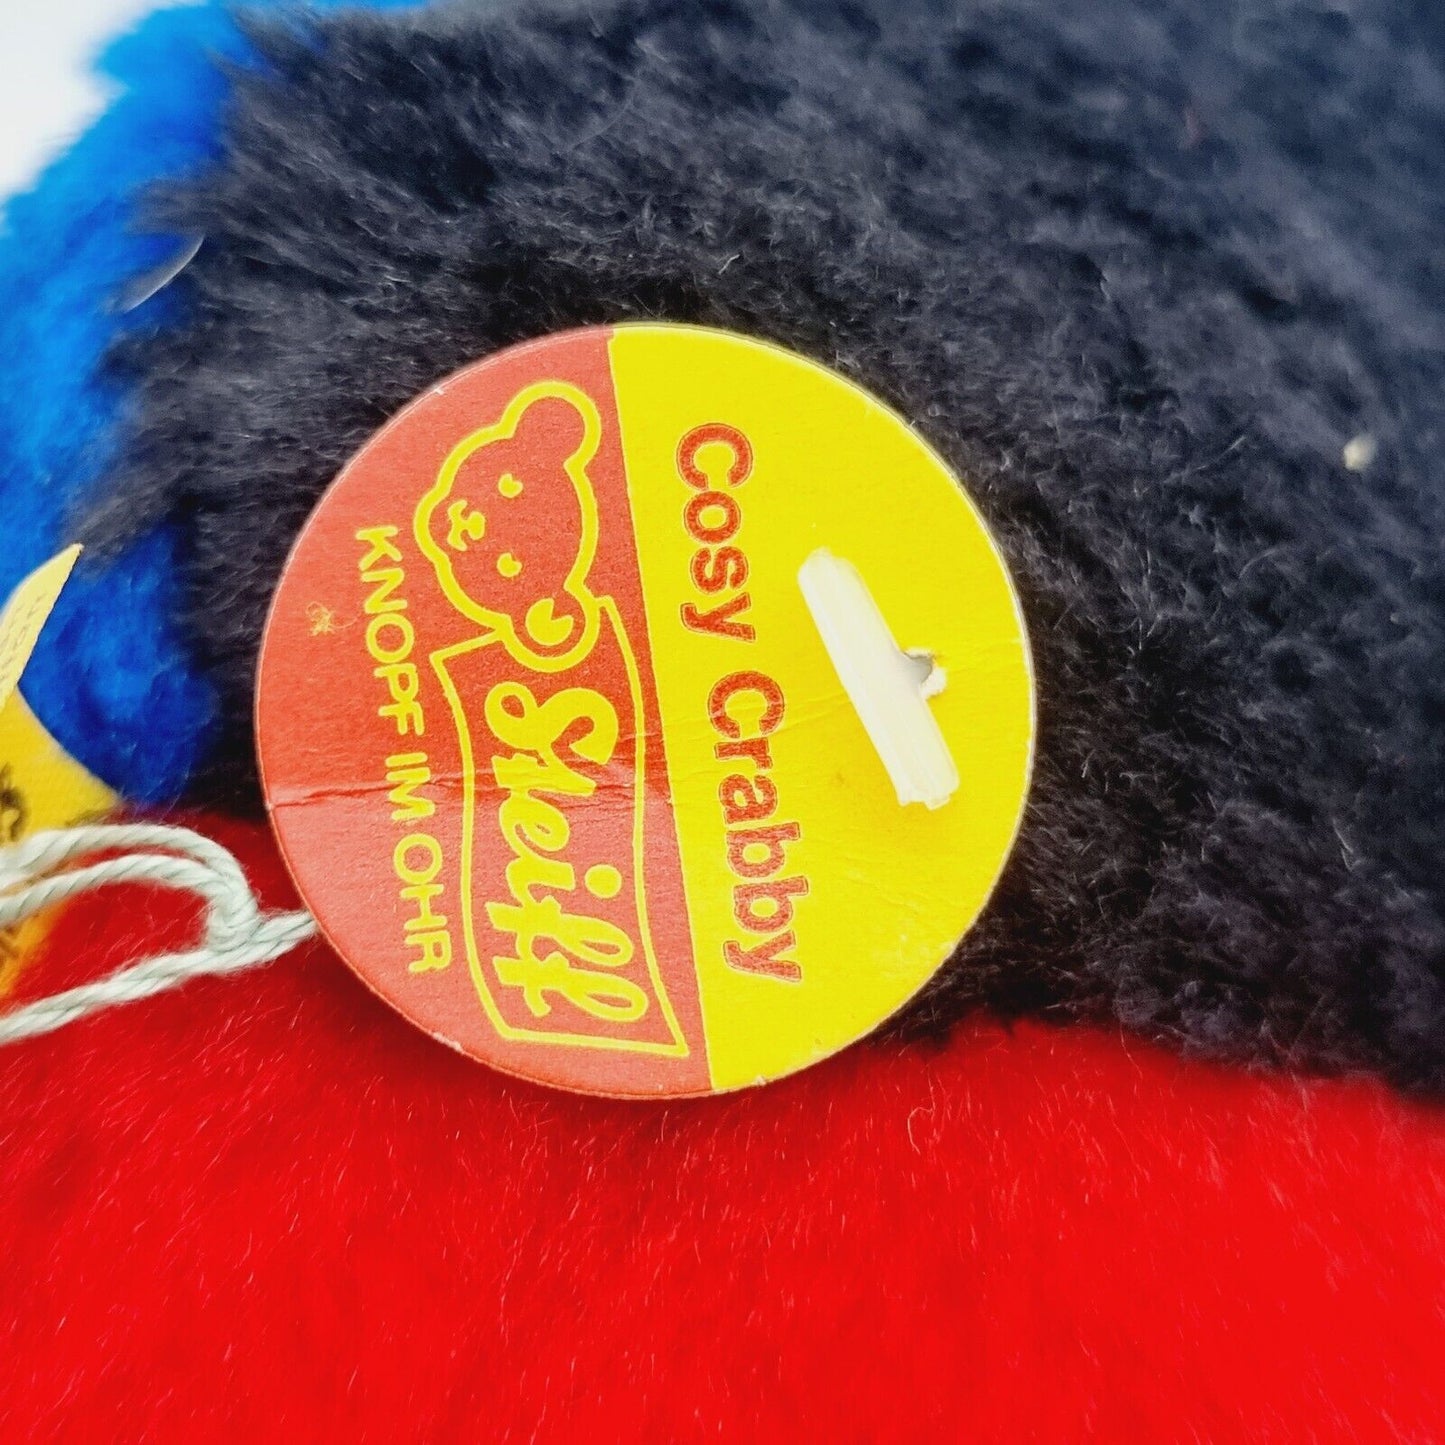 Cosy Crabby
Steiff
KNOPF IM OHR